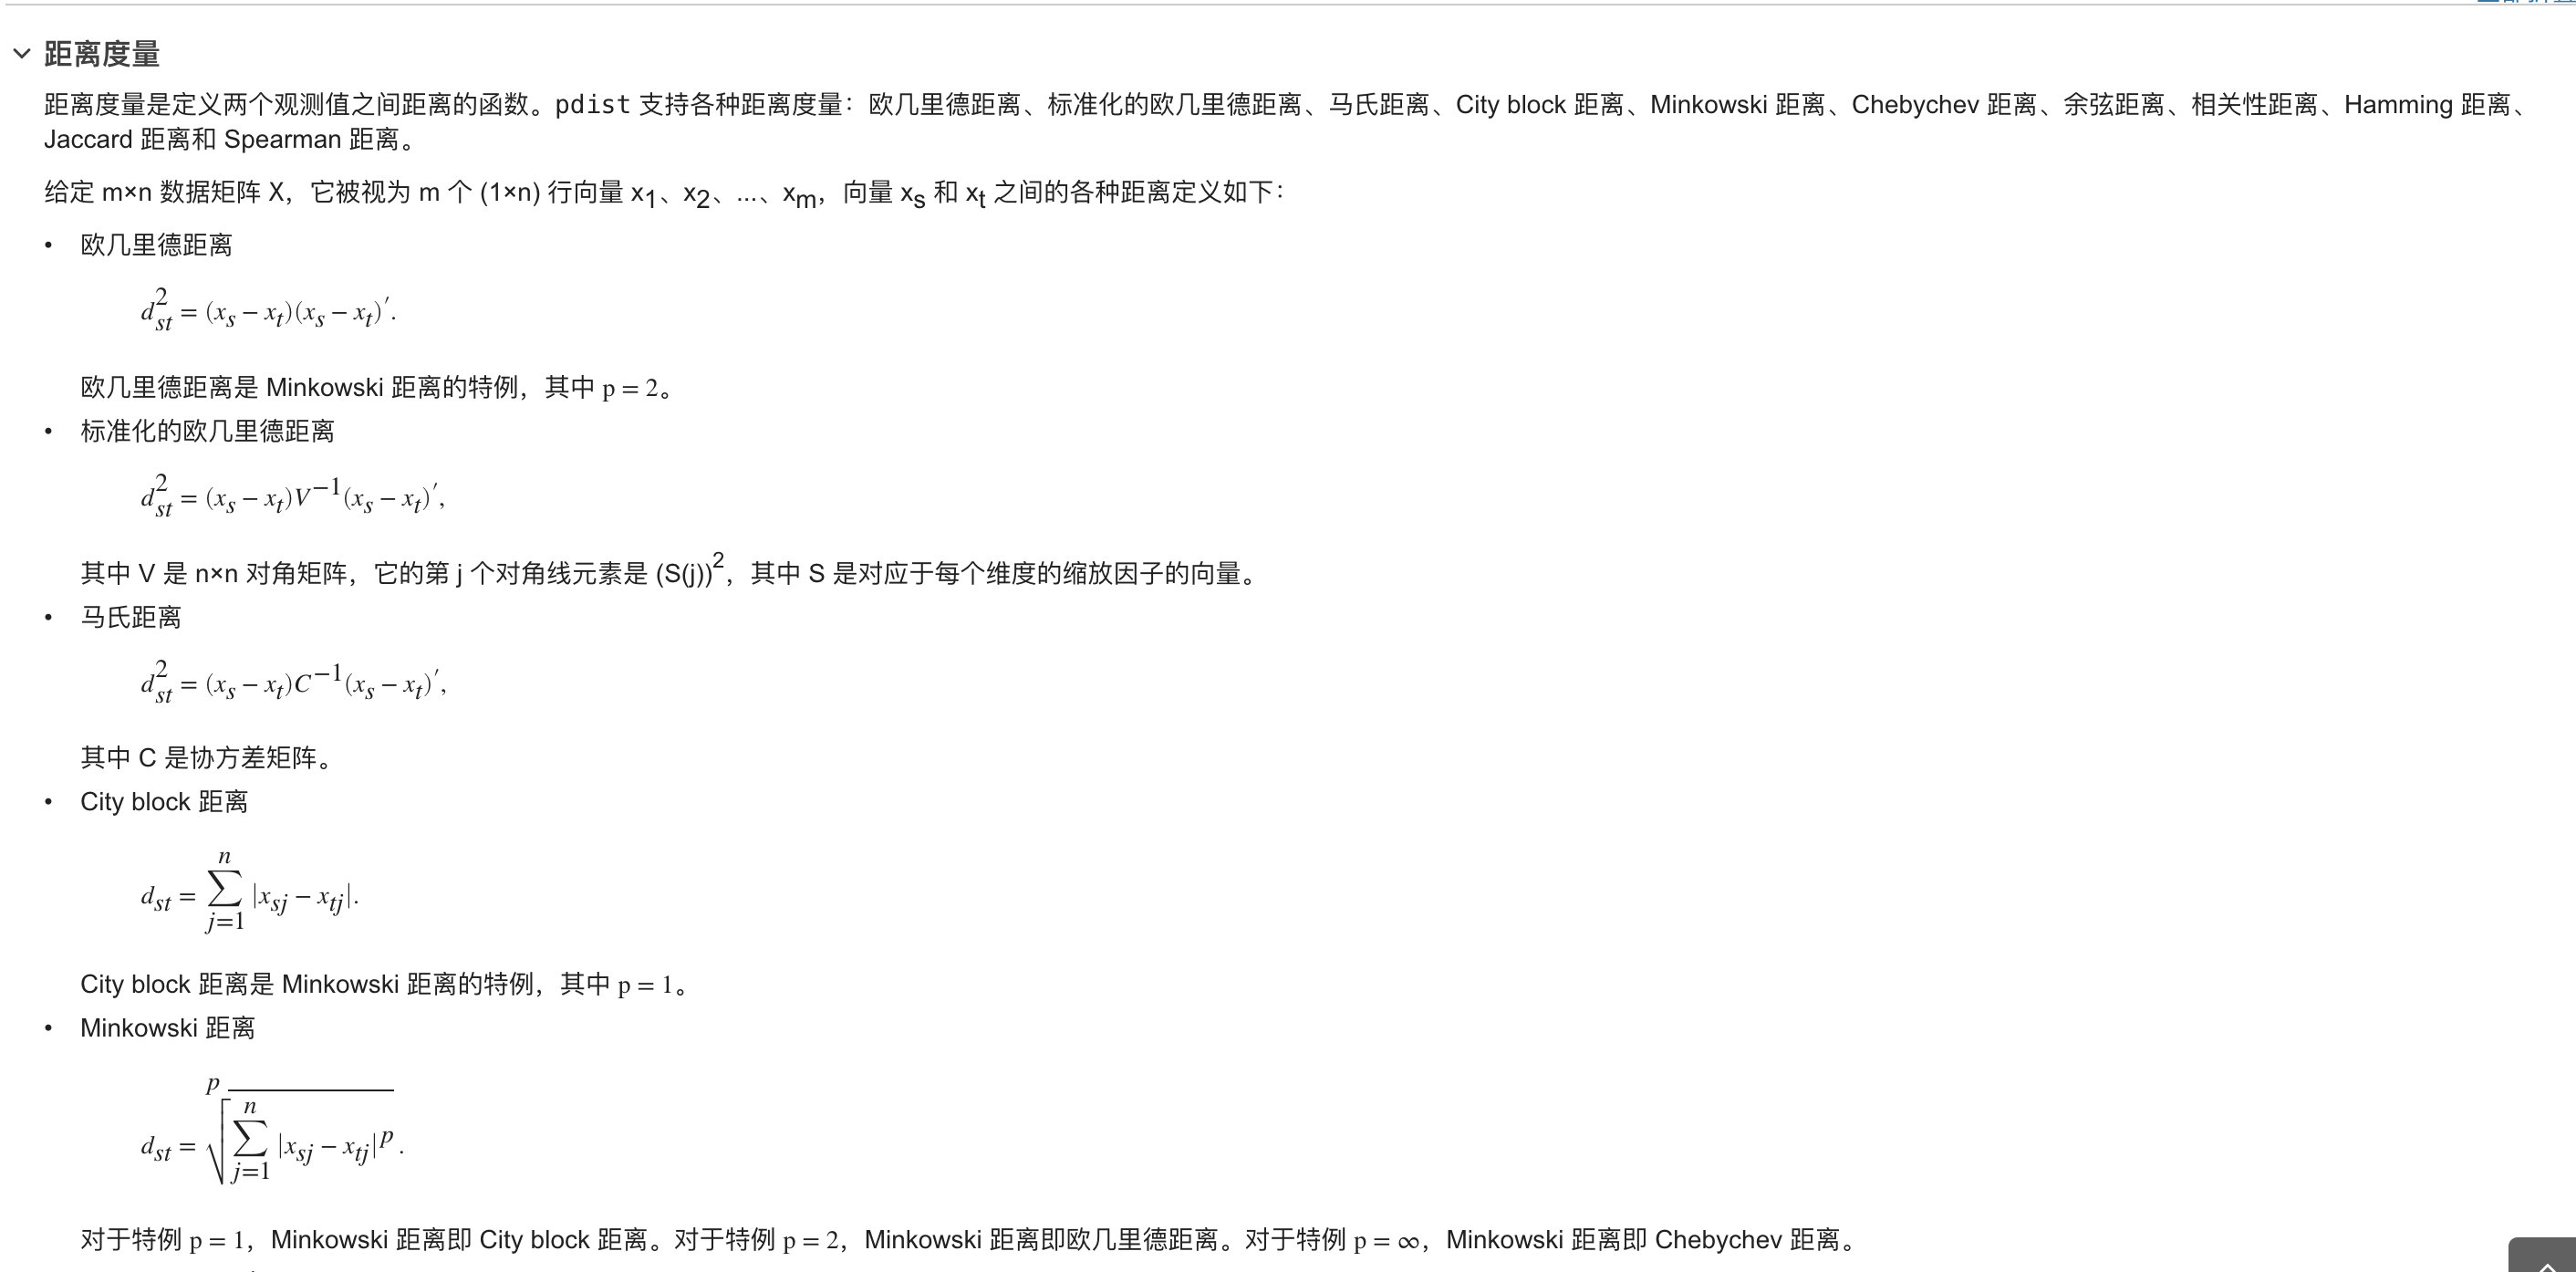 距离度量
距离度量是定义两个观测值之间距离的函数。pdist 支持各种距离度量：欧几里德距离、标准化的欧几里德距离、马氏距离、City block 距离、Minkowski 距离、Chebychev 距离、余弦距离、相关性距离、Hamming 距离、
Jaccard 距离和 Spearman 距离。
给定 m×n 数据矩阵 X，它被视为 m 个 (1×n) 行向量 x₁、x₂、...、xₘ，向量 xₛ 和 xₜ 之间的各种距离定义如下：
• 欧几里德距离
d_{st}^2 = (x_s − x_t)(x_s − x_t)′.
欧几里德距离是 Minkowski 距离的特例，其中 p = 2。
• 标准化的欧几里德距离
d_{st}^2 = (x_s − x_t)V^{−1}(x_s − x_t)′,
其中 V 是 n×n 对角矩阵，它的第 j 个对角线元素是 (S(j))²，其中 S 是对应于每个维度的缩放因子的向量。
• 马氏距离
d_{st}^2 = (x_s − x_t)C^{−1}(x_s − x_t)′,
其中 C 是协方差矩阵。
• City block 距离
d_{st} = \sum_{j=1}^{n} |x_{sj} − x_{tj}|.
City block 距离是 Minkowski 距离的特例，其中 p = 1。
• Minkowski 距离
d_{st} = \sqrt[p]{\sum_{j=1}^{n} |x_{sj} − x_{tj}|^p}.
对于特例 p = 1，Minkowski 距离即 City block 距离。对于特例 p = 2，Minkowski 距离即欧几里德距离。对于特例 p = ∞，Minkowski 距离即 Chebychev 距离。